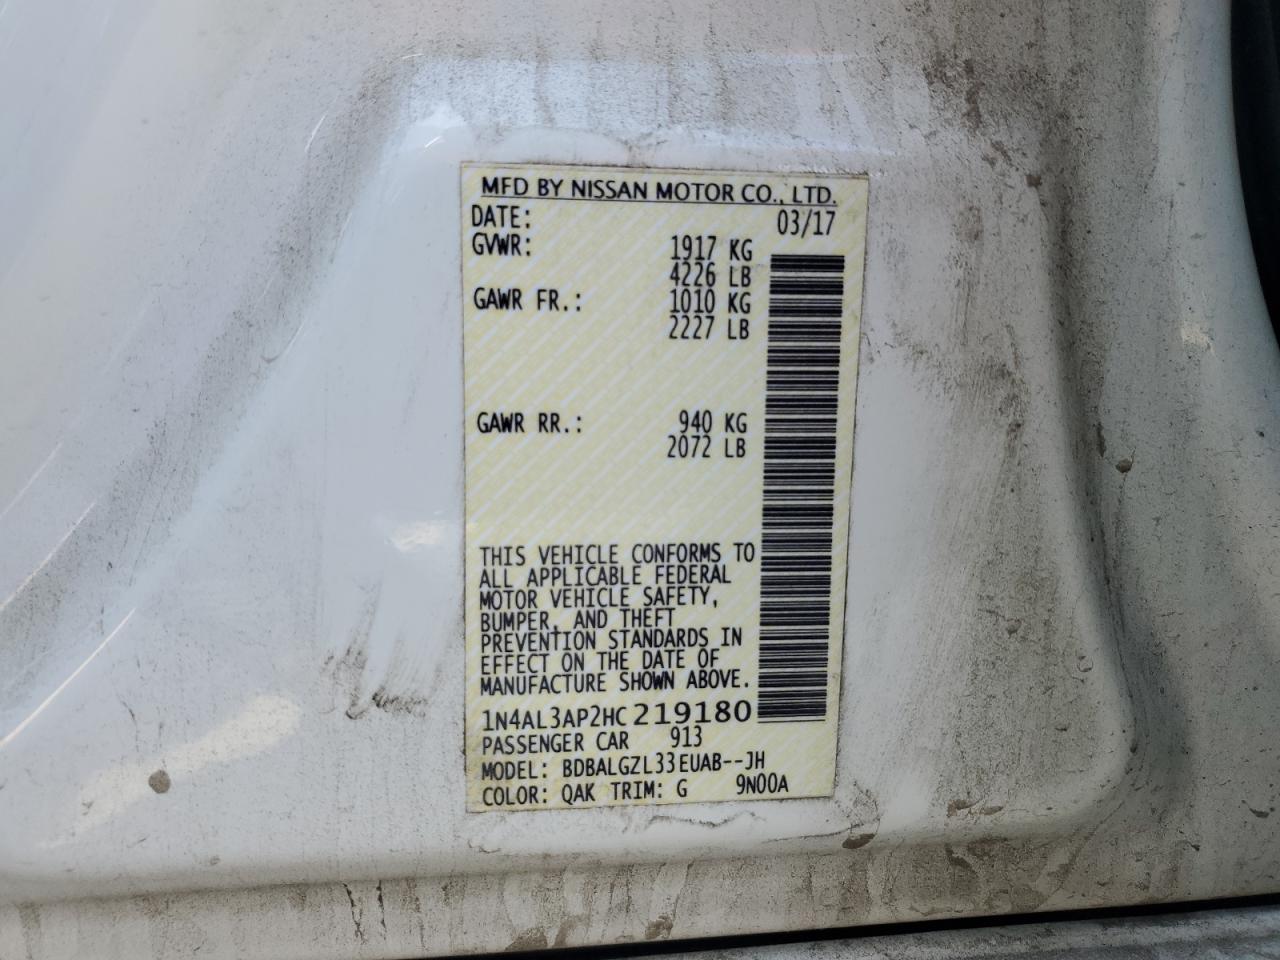 MFD BY NISSAN MOTOR CO., LTD.
DATE: 03/17
GVWR: 1917 KG
4226 LB
GAWR FR.: 1010 KG
2227 LB
GAWR RR.: 940 KG
2072 LB
THIS VEHICLE CONFORMS TO
ALL APPLICABLE FEDERAL
MOTOR VEHICLE SAFETY,
BUMPER, AND THEFT
PREVENTION STANDARDS IN
EFFECT ON THE DATE OF
MANUFACTURE SHOWN ABOVE.
1N4AL3AP2HC219180
PASSENGER CAR 913
MODEL: BDBALGZL33EUAB--JH
COLOR: QAK TRIM: G 9N00A